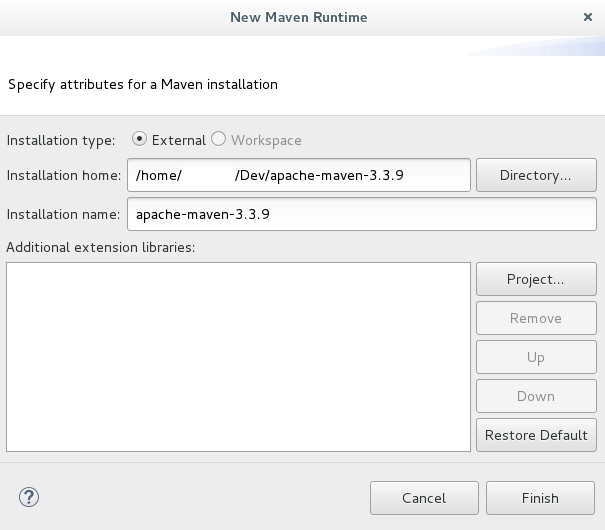 New Maven Runtime
Specify attributes for a Maven installation
Installation type: External Workspace
Installation home: /home/ /Dev/apache-maven-3.3.9 Directory...
Installation name: apache-maven-3.3.9
Additional extension libraries:
Project...
Remove
Up
Down
Restore Default
Cancel Finish